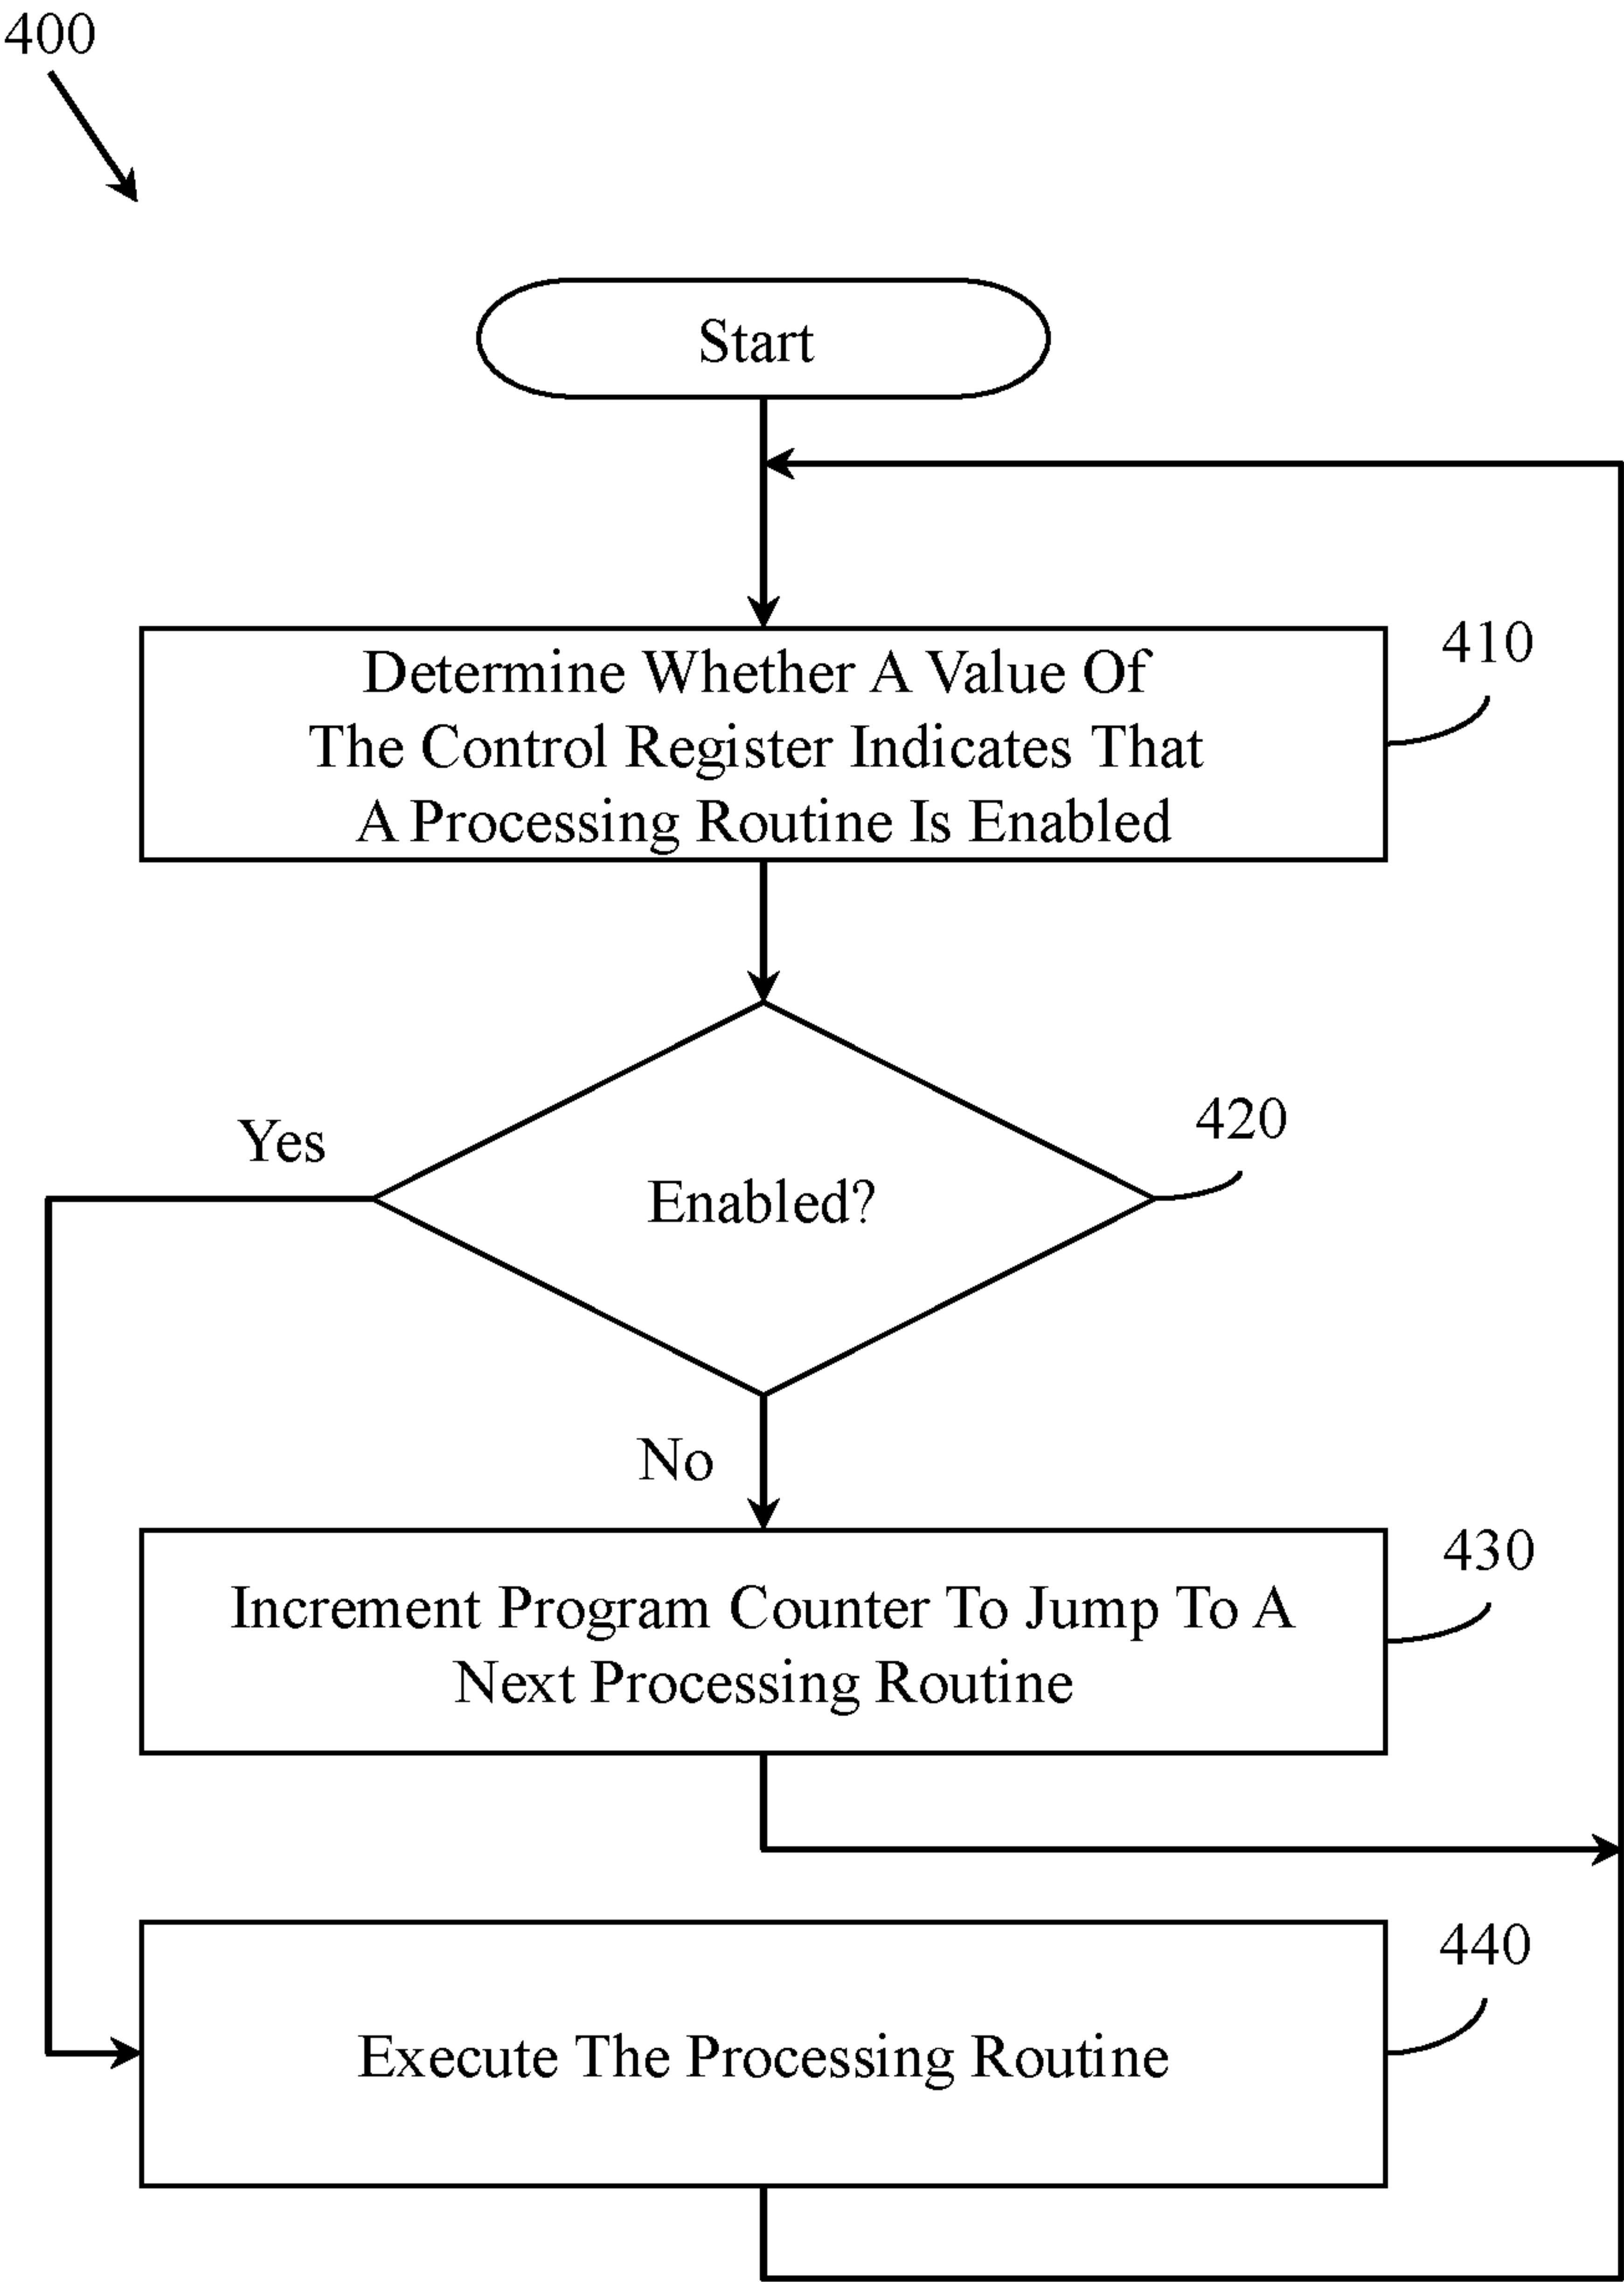 400
Start
410
Determine Whether A Value Of
The Control Register Indicates That
A Processing Routine Is Enabled
420
Yes
Enabled?
No
430
Increment Program Counter To Jump To A
Next Processing Routine
440
Execute The Processing Routine